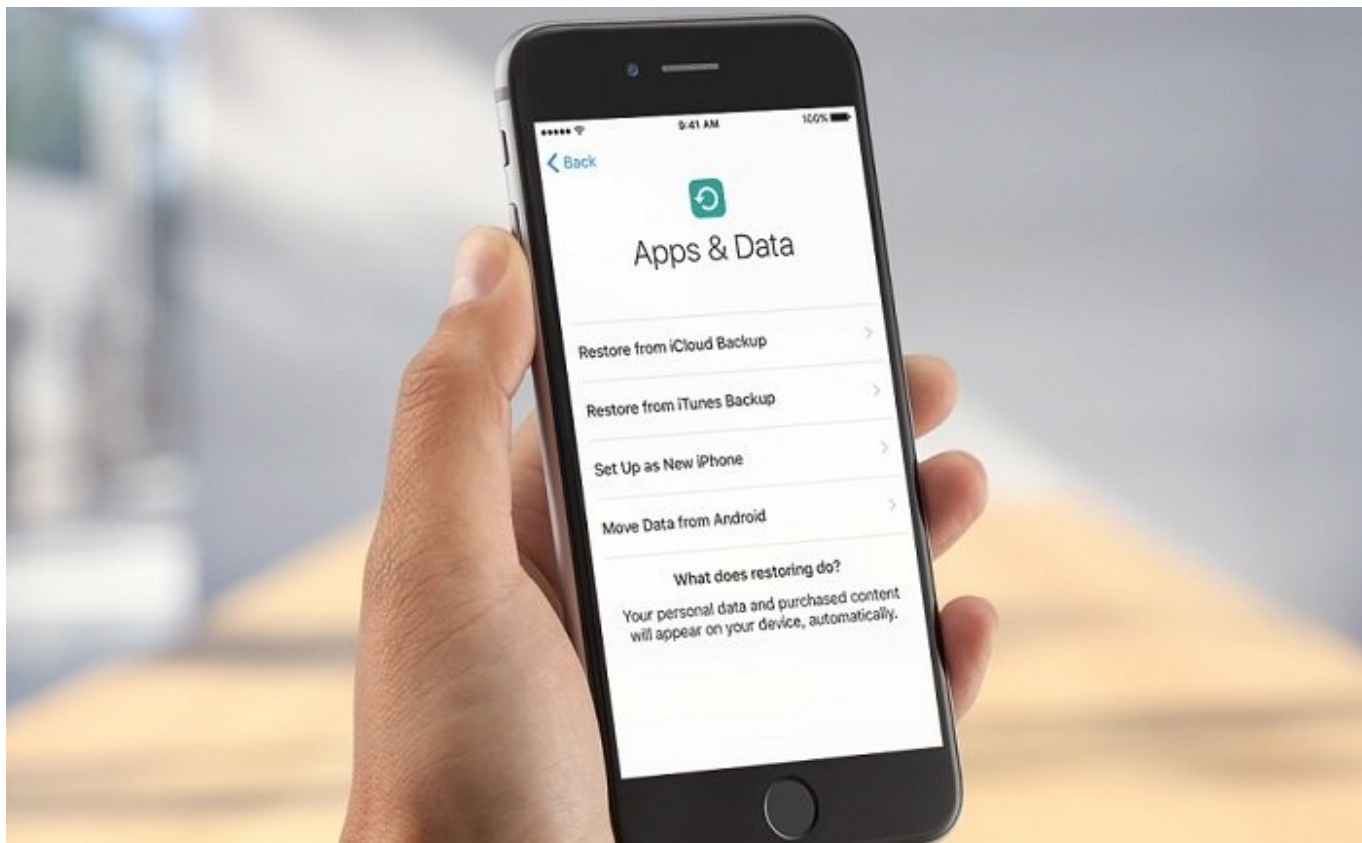 9:41 AM
100%
Back
Apps & Data
Restore from iCloud Backup
Restore from iTunes Backup
Set Up as New iPhone
Move Data from Android
What does restoring do?
Your personal data and purchased content
will appear on your device, automatically.